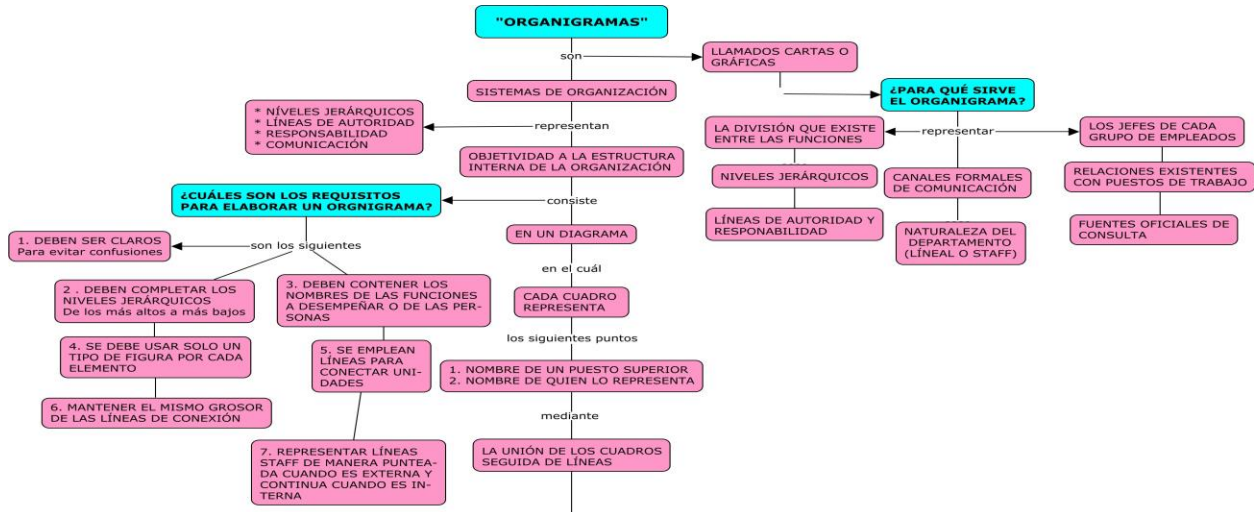 "ORGANIGRAMAS"
son
LLAMADOS CARTAS O
GRÁFICAS
SISTEMAS DE ORGANIZACIÓN
¿PARA QUÉ SIRVE
EL ORGANIGRAMA?
* NÍVELES JERÁRQUICOS
* LÍNEAS DE AUTORIDAD
* RESPONSABILIDAD
* COMUNICACIÓN
representan
OBJETIVIDAD A LA ESTRUCTURA
INTERNA DE LA ORGANIZACIÓN
LA DIVISIÓN QUE EXISTE
ENTRE LAS FUNCIONES
representar
LOS JEFES DE CADA
GRUPO DE EMPLEADOS
NIVELES JERÁRQUICOS
CANALES FORMALES
DE COMUNICACIÓN
RELACIONES EXISTENTES
CON PUESTOS DE TRABAJO
LÍNEAS DE AUTORIDAD Y
RESPONABILIDAD
NATURALEZA DEL
DEPARTAMENTO
(LÍNEAL O STAFF)
FUENTES OFICIALES DE
CONSULTA
¿CUÁLES SON LOS REQUISITOS
PARA ELABORAR UN ORGNIGRAMA?
consiste
EN UN DIAGRAMA
1. DEBEN SER CLAROS
Para evitar confusiones
son los siguientes
en el cuál
2 . DEBEN COMPLETAR LOS
NIVELES JERÁRQUICOS
De los más altos a más bajos
3. DEBEN CONTENER LOS
NOMBRES DE LAS FUNCIONES
A DESEMPEÑAR O DE LAS PER-
SONAS
CADA CUADRO
REPRESENTA
los siguientes puntos
4. SE DEBE USAR SOLO UN
TIPO DE FIGURA POR CADA
ELEMENTO
5. SE EMPLEAN
LÍNEAS PARA
CONECTAR UNI-
DADES
1. NOMBRE DE UN PUESTO SUPERIOR
2. NOMBRE DE QUIEN LO REPRESENTA
6. MANTENER EL MISMO GROSOR
DE LAS LÍNEAS DE CONEXIÓN
mediante
7. REPRESENTAR LÍNEAS
STAFF DE MANERA PUNTEA-
DA CUANDO ES EXTERNA Y
CONTINUA CUANDO ES IN-
TERNA
LA UNIÓN DE LOS CUADROS
SEGUIDA DE LÍNEAS